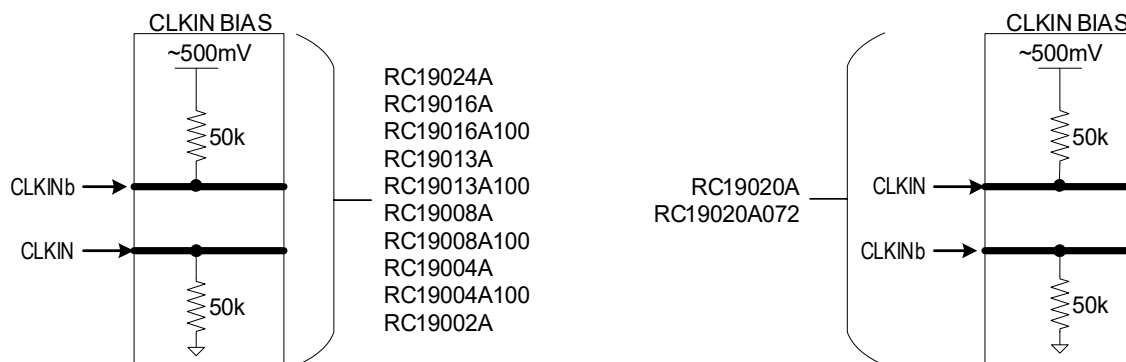 CLKIN BIAS
~500mV
50k
CLKINb
CLKIN
50k
RC19024A
RC19016A
RC19016A100
RC19013A
RC19013A100
RC19008A
RC19008A100
RC19004A
RC19004A100
RC19002A
RC19020A
RC19020A072
CLKIN BIAS
~500mV
50k
CLKIN
CLKINb
50k